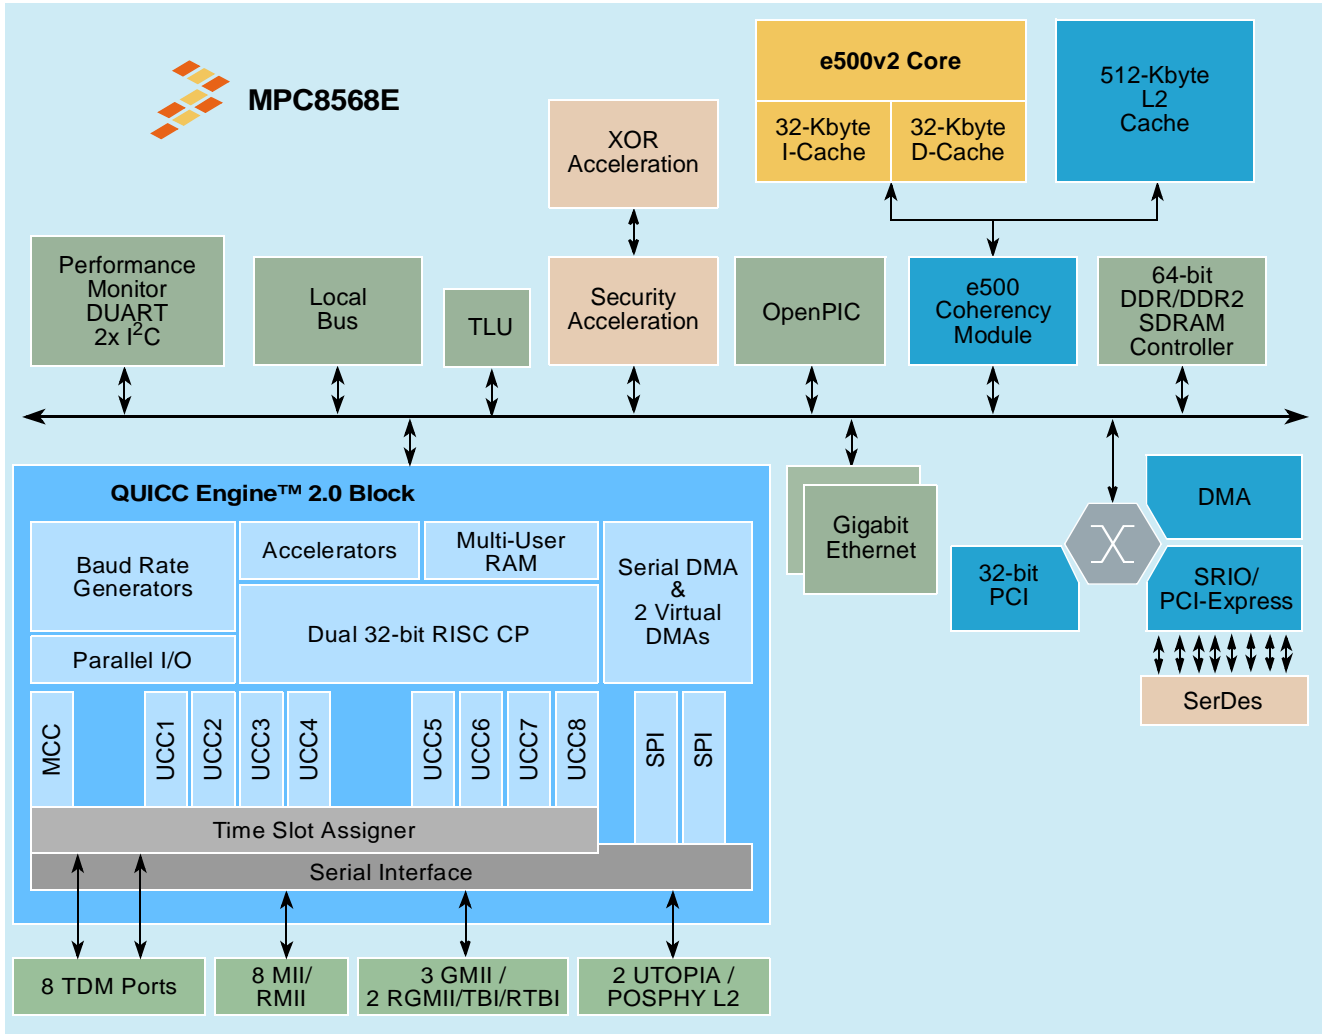 MPC8568E
e500v2 Core
32-Kbyte
I-Cache
32-Kbyte
D-Cache
512-Kbyte
L2
Cache
XOR
Acceleration
Performance
Monitor
DUART
2x I²C
Local
Bus
TLU
Security
Acceleration
OpenPIC
e500
Coherency
Module
64-bit
DDR/DDR2
SDRAM
Controller
QUICC Engine™ 2.0 Block
Baud Rate
Generators
Accelerators
Multi-User
RAM
Serial DMA
&
2 Virtual
DMAs
Dual 32-bit RISC CP
Parallel I/O
MCC
UCC1
UCC2
UCC3
UCC4
UCC5
UCC6
UCC7
UCC8
SPI
SPI
Time Slot Assigner
Serial Interface
8 TDM Ports
8 MII/
RMII
3 GMII /
2 RGMII/TBI/RTBI
2 UTOPIA /
POSPHY L2
Gigabit
Ethernet
32-bit
PCI
DMA
SRIO/
PCI-Express
SerDes